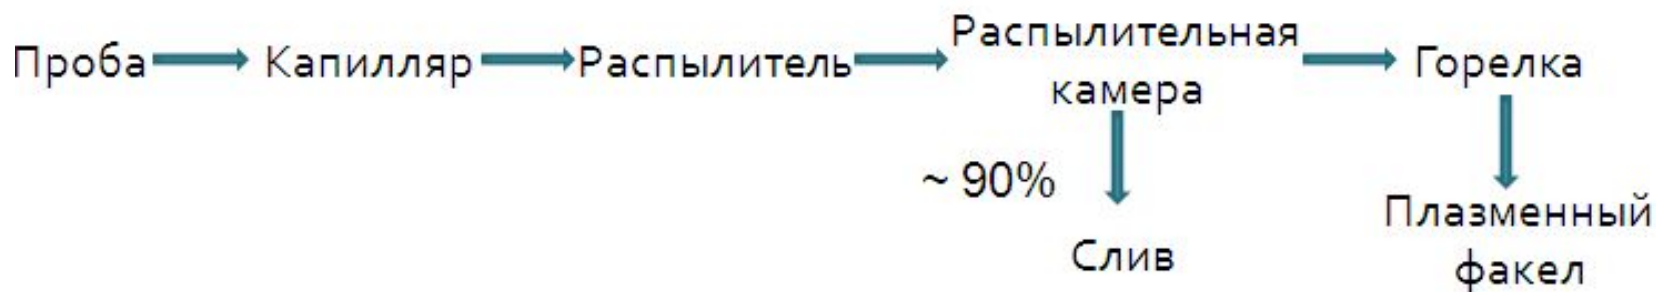 Проба
Капилляр
Распылитель
Распылительная
камера
Горелка
~ 90%
Слив
Плазменный
факел